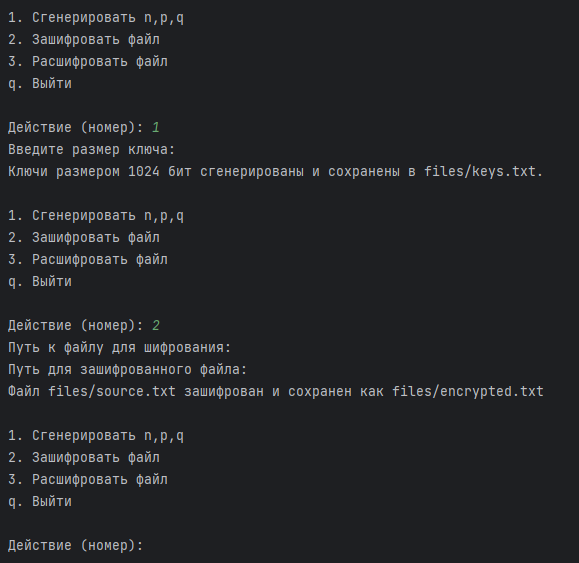 1. Сгенерировать n,p,q
2. Зашифровать файл
3. Расшифровать файл
q. Выйти
Действие (номер): 1
Введите размер ключа:
Ключи размером 1024 бит сгенерированы и сохранены в files/keys.txt.
1. Сгенерировать n,p,q
2. Зашифровать файл
3. Расшифровать файл
q. Выйти
Действие (номер): 2
Путь к файлу для шифрования:
Путь для зашифрованного файла:
Файл files/source.txt зашифрован и сохранен как files/encrypted.txt
1. Сгенерировать n,p,q
2. Зашифровать файл
3. Расшифровать файл
q. Выйти
Действие (номер):